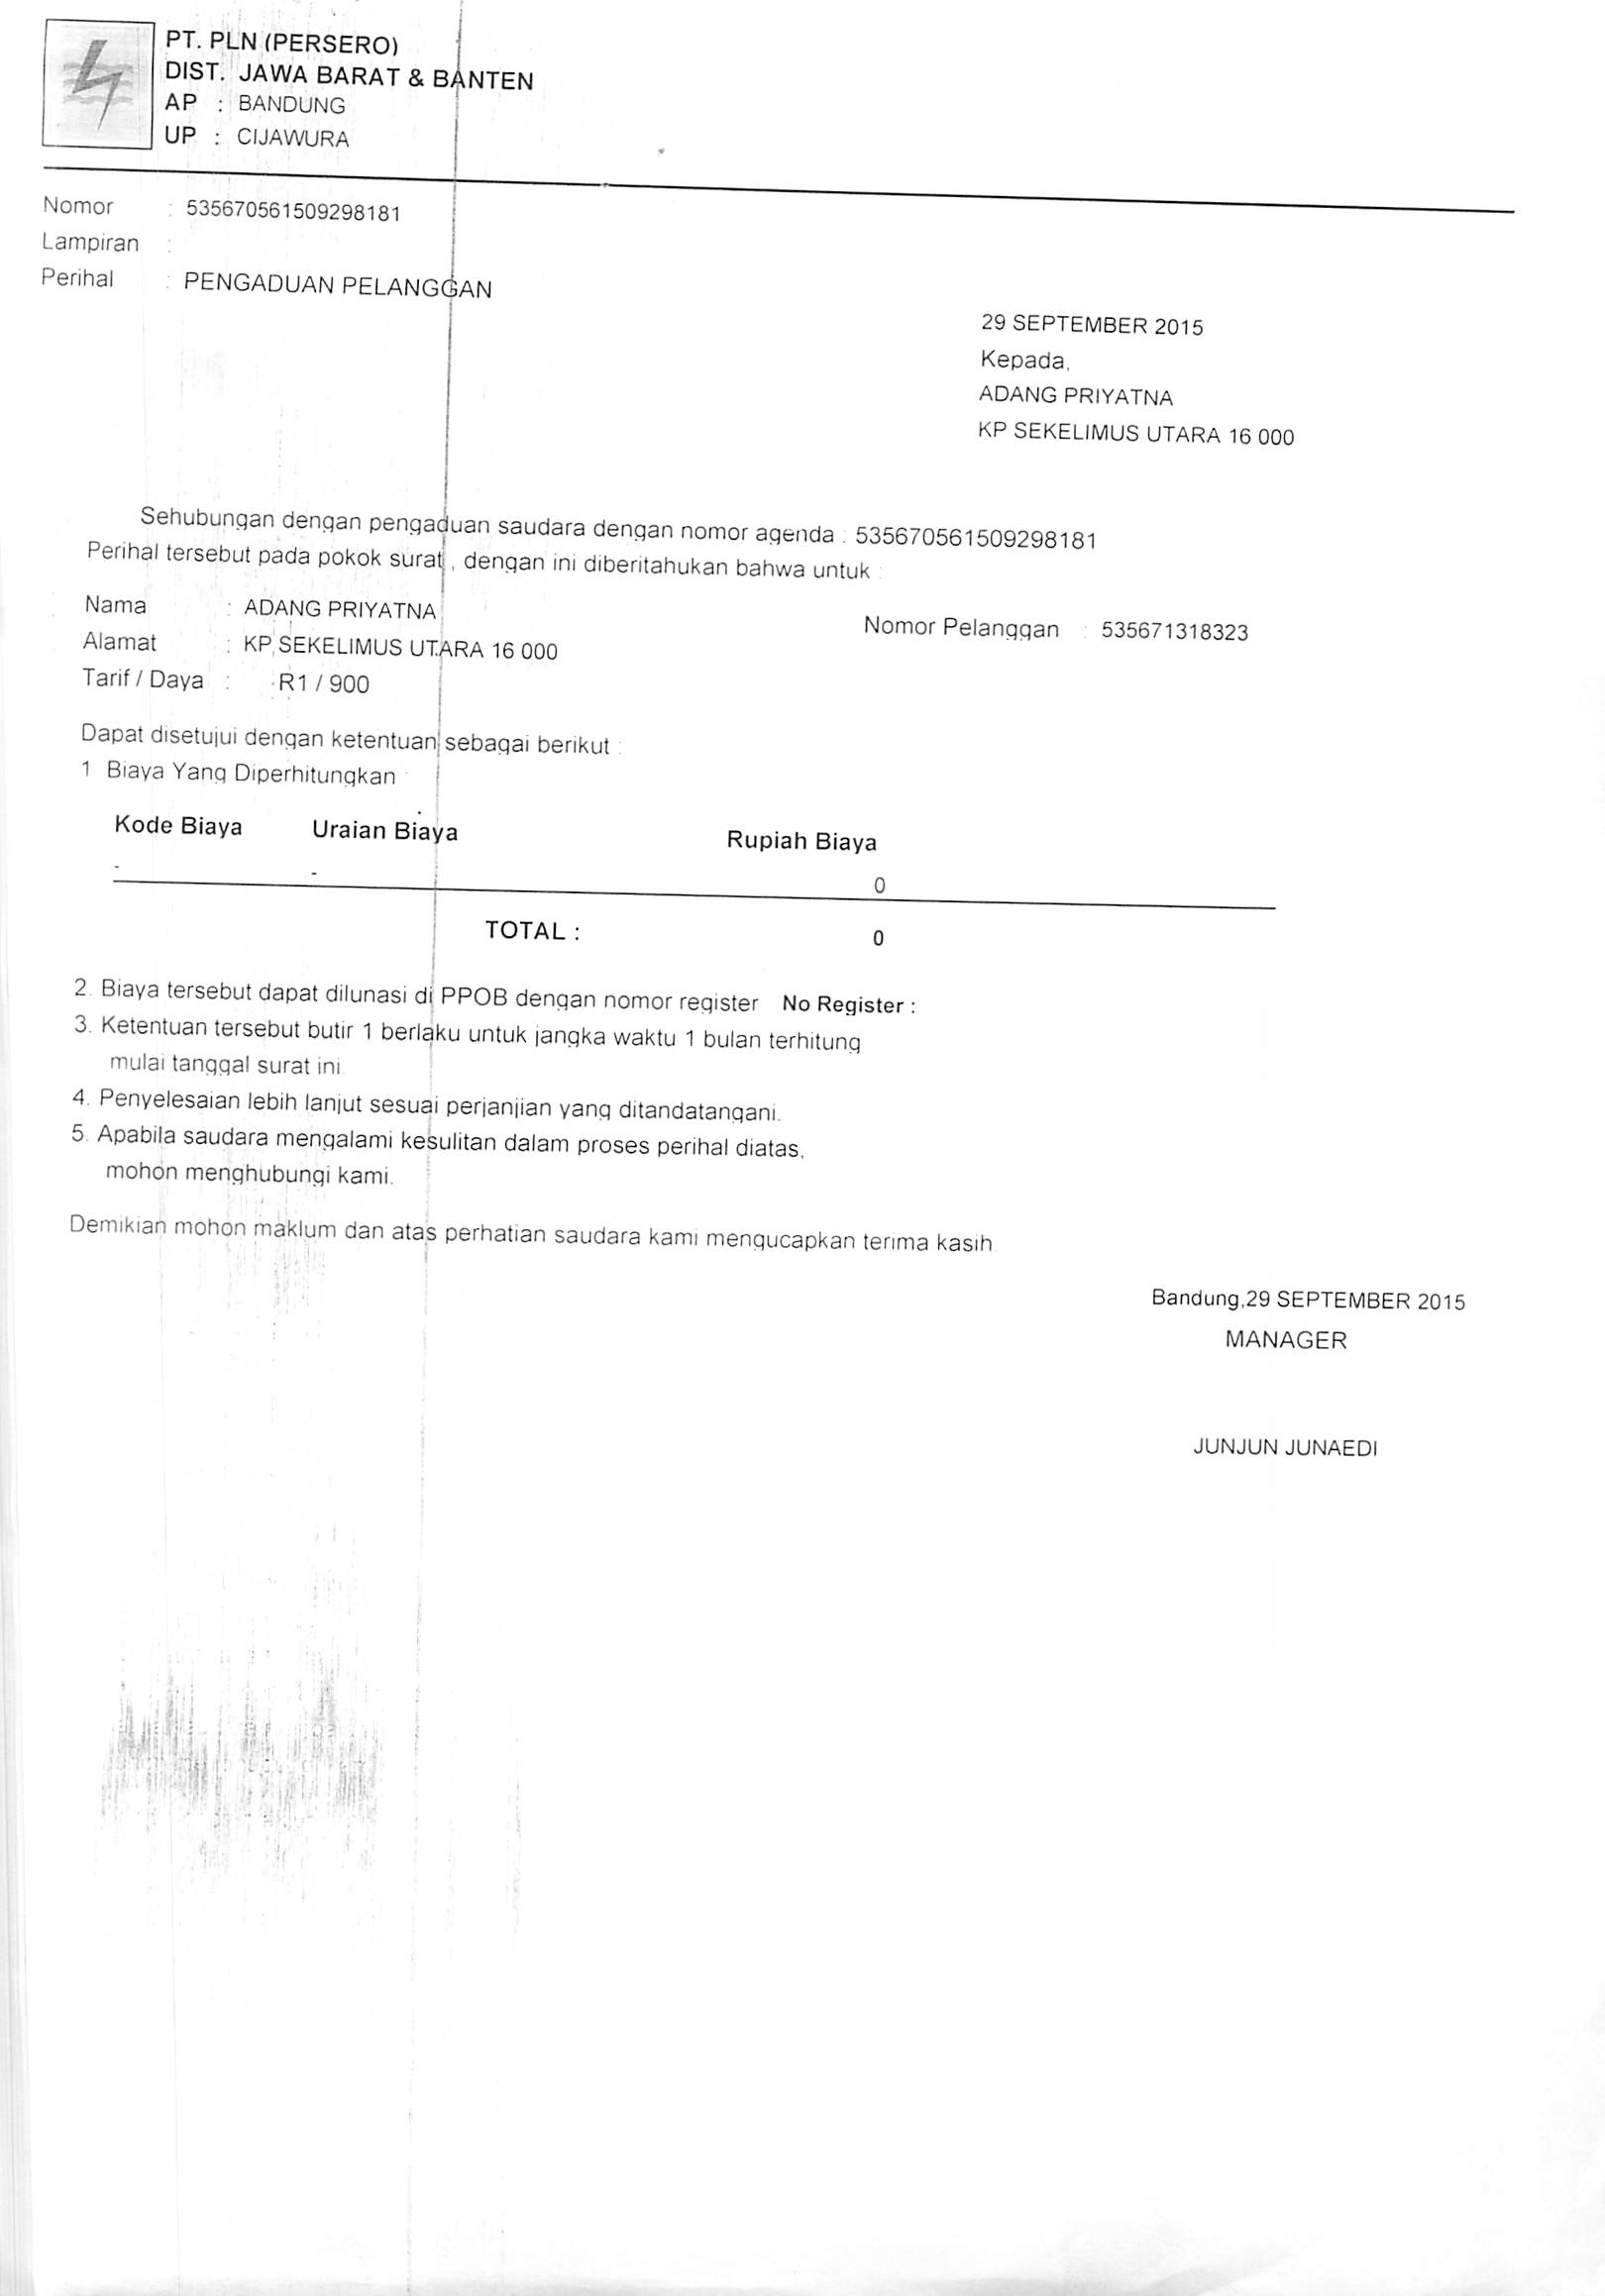 PT. PLN (PERSERO)
DIST. JAWA BARAT & BANTEN
AP : BANDUNG
UP : CIJAWURA
Nomor : 535670561509298181
Lampiran :
Perihal : PENGADUAN PELANGGAN
29 SEPTEMBER 2015
Kepada,
ADANG PRIYATNA
KP SEKELIMUS UTARA 16 000
Sehubungan dengan pengaduan saudara dengan nomor agenda : 535670561509298181
Perihal tersebut pada pokok surat , dengan ini diberitahukan bahwa untuk :
Nama : ADANG PRIYATNA
Nomor Pelanggan : 535671318323
Alamat : KP SEKELIMUS UTARA 16 000
Tarif / Daya : R1 / 900
Dapat disetujui dengan ketentuan sebagai berikut :
1 Biaya Yang Diperhitungkan :
Kode Biaya Uraian Biaya Rupiah Biaya
- - 0
TOTAL : 0
2. Biaya tersebut dapat dilunasi di PPOB dengan nomor register No Register :
3. Ketentuan tersebut butir 1 berlaku untuk jangka waktu 1 bulan terhitung
mulai tanggal surat ini.
4. Penyelesaian lebih lanjut sesuai perjanjian yang ditandatangani.
5. Apabila saudara mengalami kesulitan dalam proses perihal diatas,
mohon menghubungi kami.
Demikian mohon maklum dan atas perhatian saudara kami mengucapkan terima kasih
Bandung,29 SEPTEMBER 2015
MANAGER
JUNJUN JUNAEDI